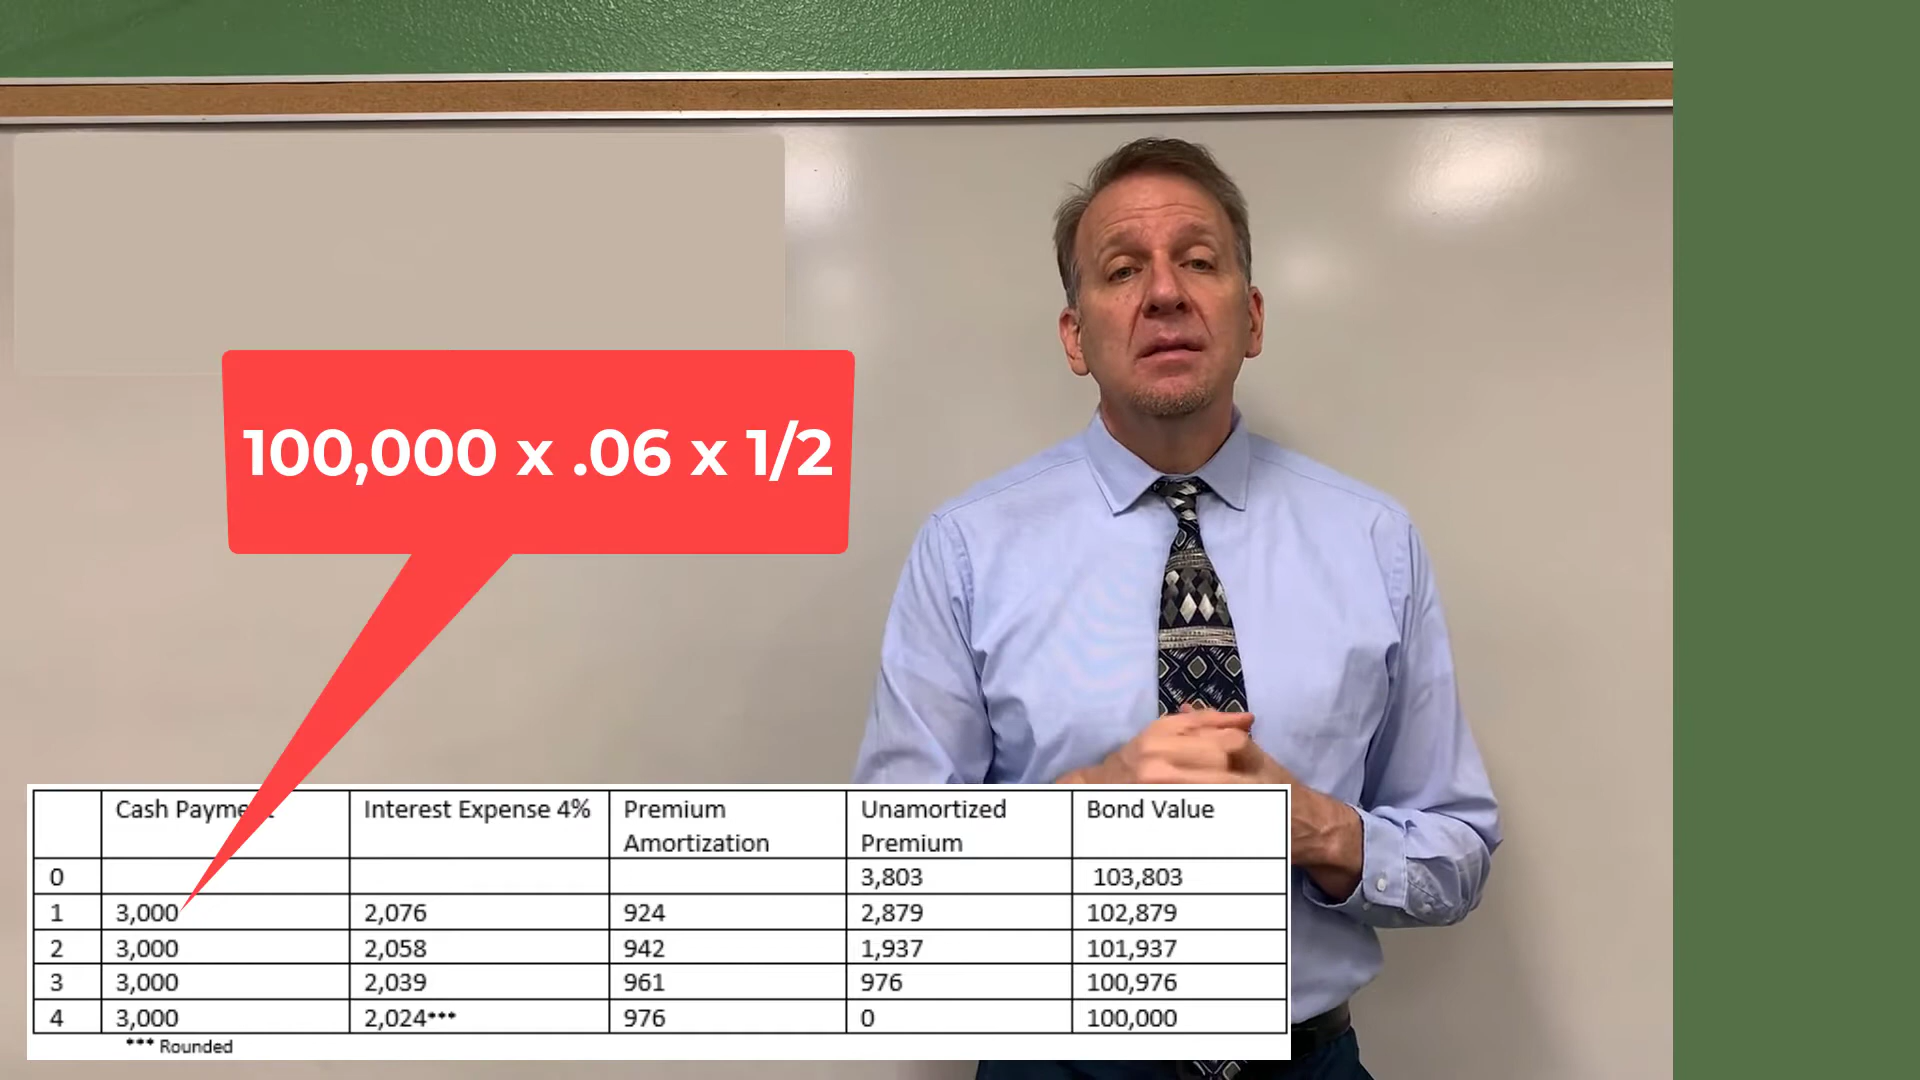 100,000 x .06 x 1/2
Cash Payme Interest Expense 4% Premium Amortization Unamortized Premium Bond Value
0 3,803 103,803
1 3,000 2,076 924 2,879 102,879
2 3,000 2,058 942 1,937 101,937
3 3,000 2,039 961 976 100,976
4 3,000 2,024*** 976 0 100,000
*** Rounded